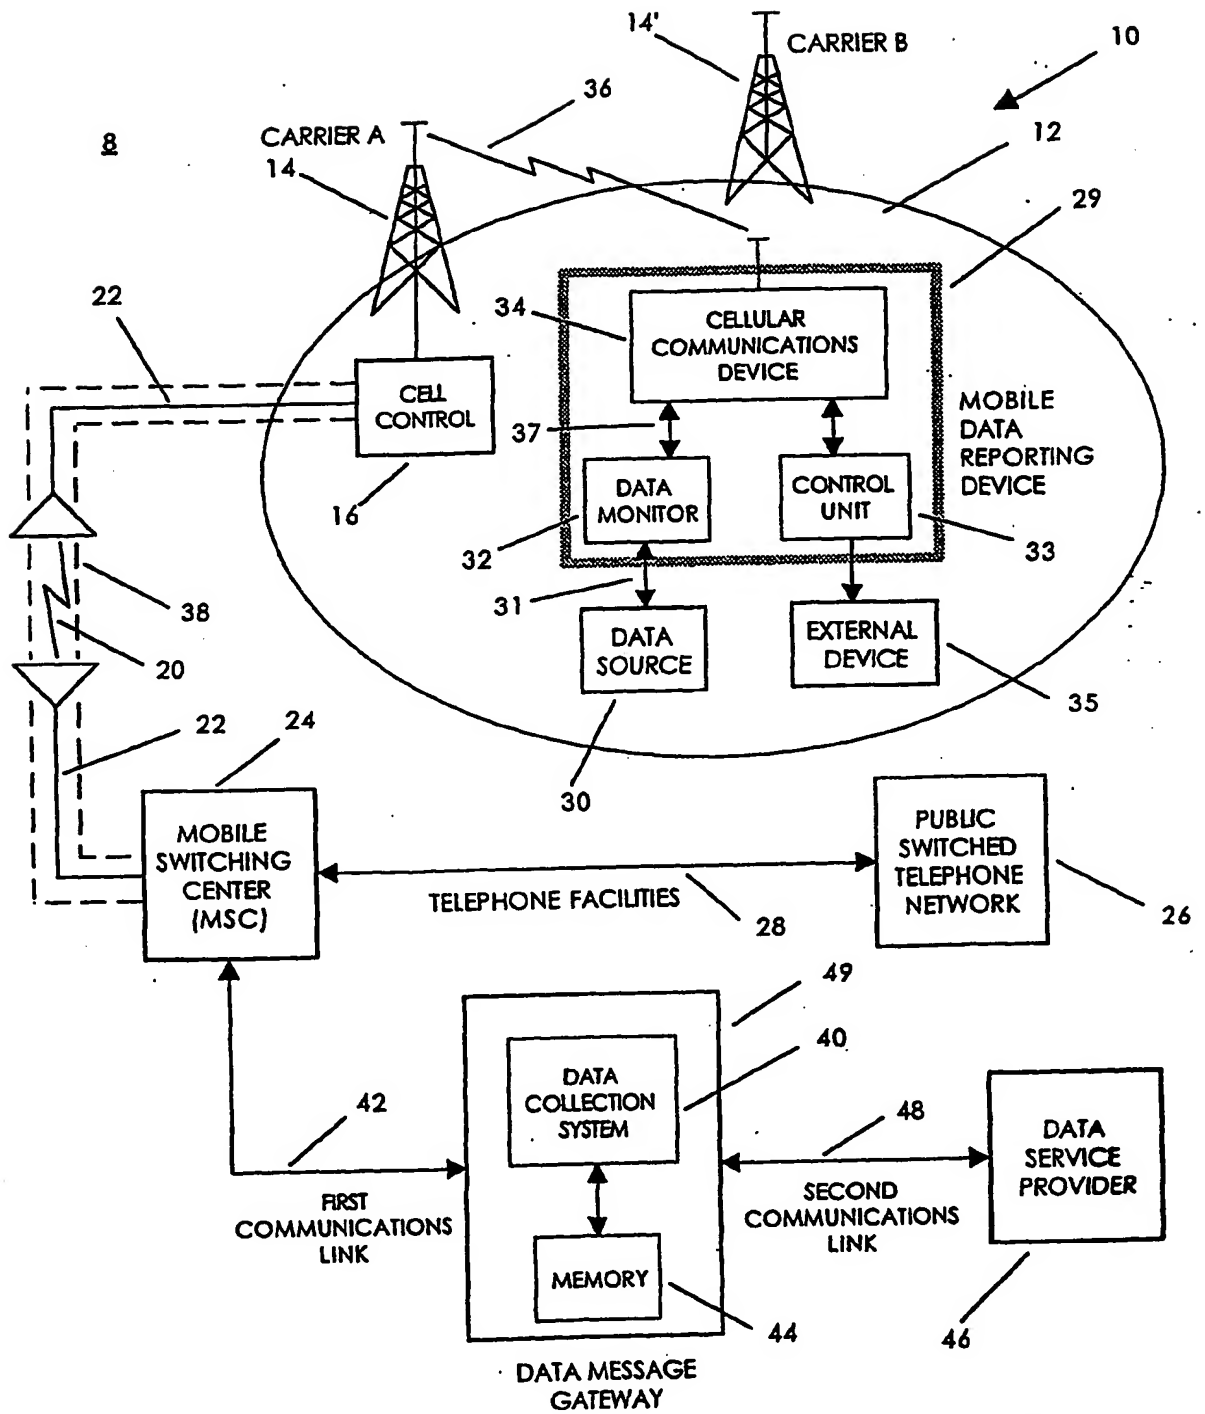 14'
CARRIER B
10
36
8
CARRIER A
14
12
29
22
34
CELLULAR
COMMUNICATIONS
DEVICE
CELL
CONTROL
37
MOBILE
DATA
REPORTING
DEVICE
DATA
MONITOR
CONTROL
UNIT
16
32
33
38
31
20
DATA
SOURCE
EXTERNAL
DEVICE
35
22
24
30
MOBILE
SWITCHING
CENTER
(MSC)
PUBLIC
SWITCHED
TELEPHONE
NETWORK
TELEPHONE FACILITIES
28
26
49
40
DATA
COLLECTION
SYSTEM
42
48
DATA
SERVICE
PROVIDER
FIRST
COMMUNICATIONS
LINK
SECOND
COMMUNICATIONS
LINK
MEMORY
44
46
DATA MESSAGE
GATEWAY